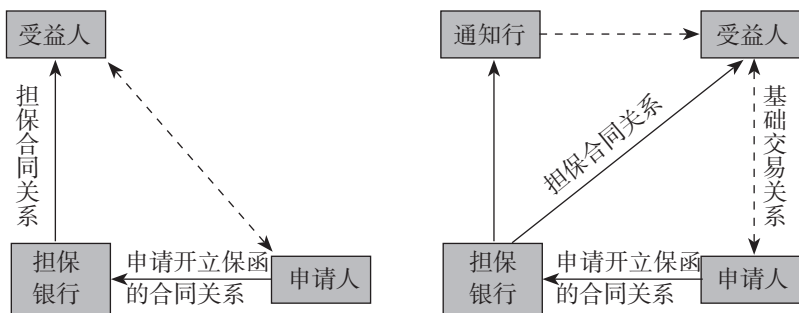 受益人
担保合同关系
担保
银行
申请开立保函
的合同关系
申请人
通知行
受益人
担保合同关系
基础交易关系
担保
银行
申请开立保函
的合同关系
申请人